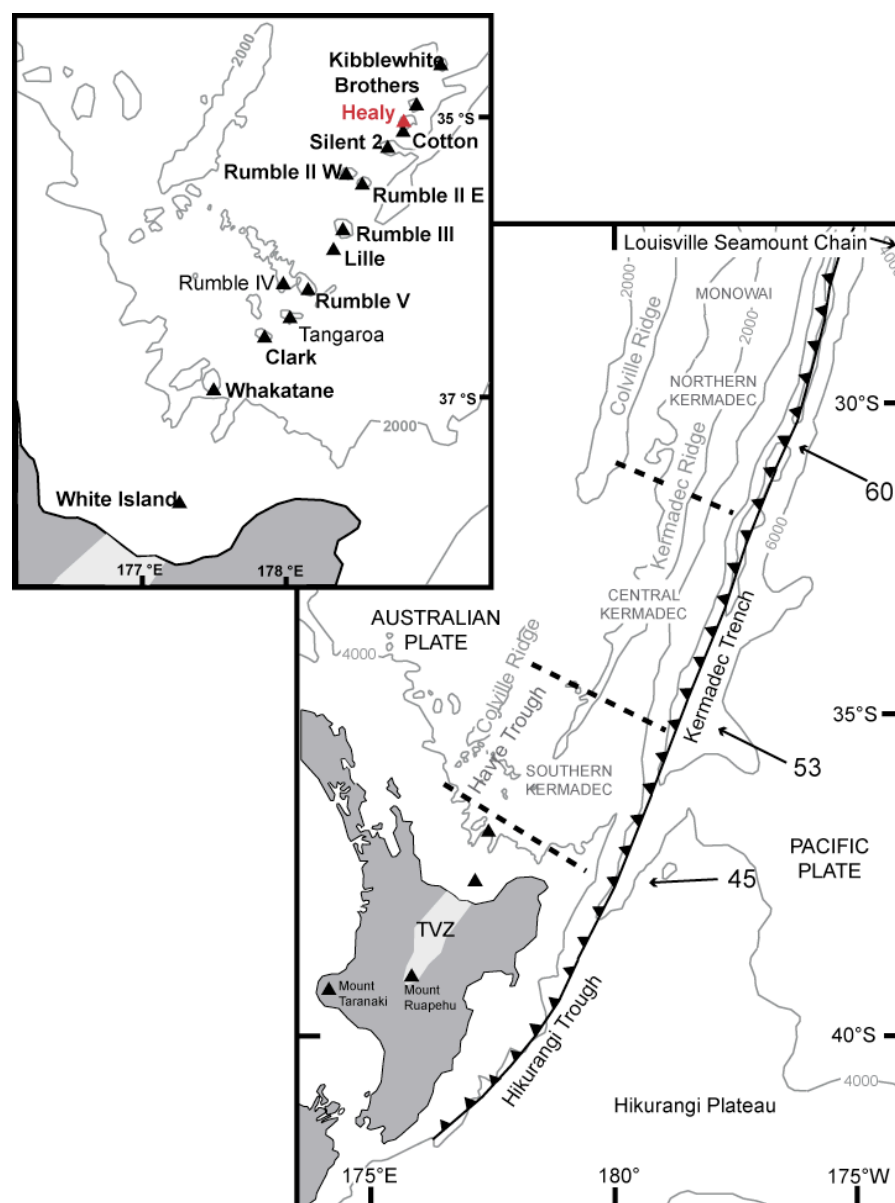 2000
Kibblewhite
Brothers
Healy
35 °S
Silent 2
Cotton
Rumble II W
Rumble II E
Rumble III
Lille
Rumble IV
Rumble V
Tangaroa
Clark
Whakatane
37 °S
2000
White Island
177 °E
178 °E
Louisville Seamount Chain
4000
2000
MONOWAI
2000
Colville Ridge
NORTHERN
KERMADEC
30°S
Kermadec Ridge
60
6000
CENTRAL
KERMADEC
AUSTRALIAN
PLATE
4000
Colville Ridge
Havre Trough
Kermadec Trench
35°S
53
SOUTHERN
KERMADEC
PACIFIC
PLATE
45
TVZ
Mount
Taranaki
Mount
Ruapehu
Hikurangi Trough
40°S
4000
Hikurangi Plateau
175°E
180°
175°W